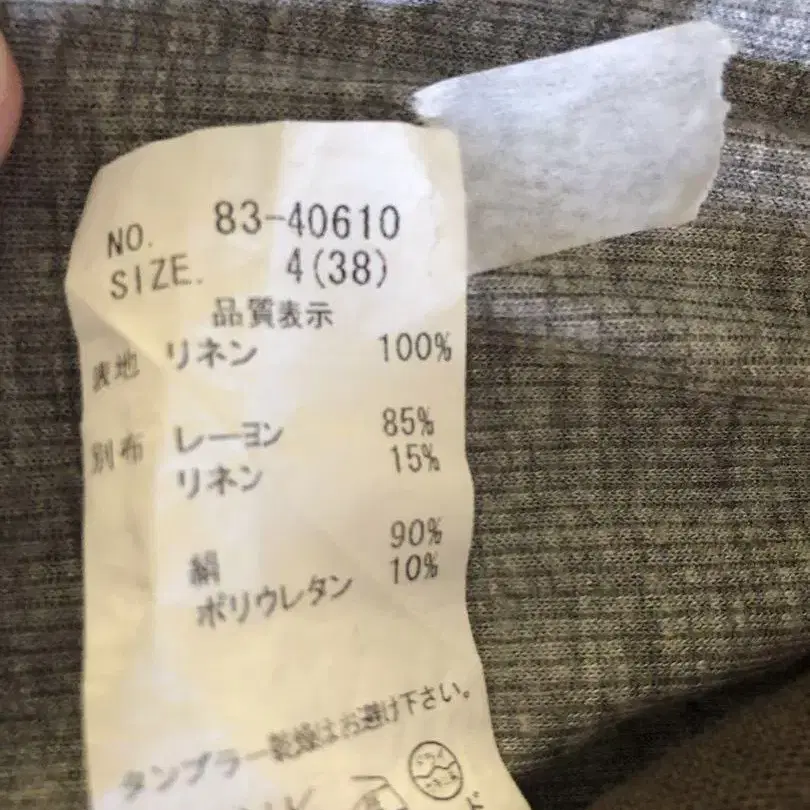 NO. 83-40610
SIZE. 4(38)
品質表示
表地 リネン 100%
別布 レーヨン 85%
リネン 15%
絹 90%
ポリウレタン 10%
タンブラー乾燥はお避け下さい。